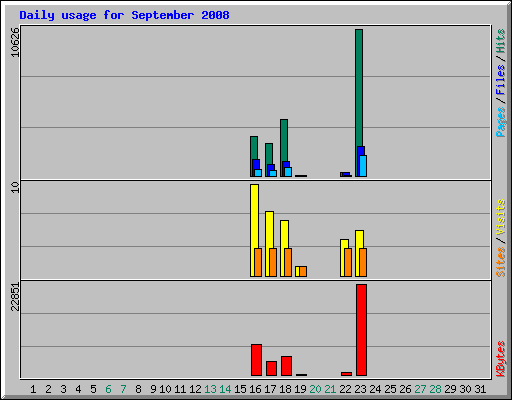 Daily usage for September 2008
10626
Pages / Files / Hits
10
Sites / Visits
22851
KBytes
1 2 3 4 5 6 7 8 9 10 11 12 13 14 15 16 17 18 19 20 21 22 23 24 25 26 27 28 29 30 31